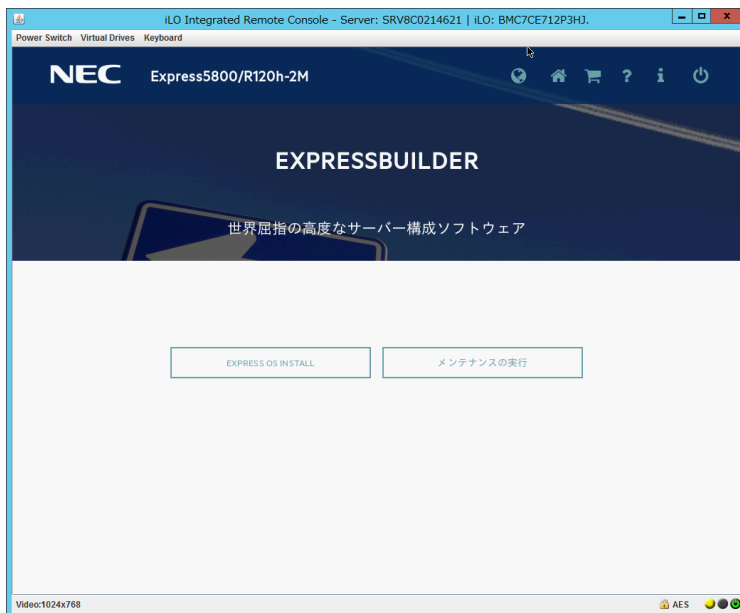 iLO Integrated Remote Console - Server: SRV8C0214621 | iLO: BMC7CE712P3HJ.
Power Switch Virtual Drives Keyboard
NEC Express5800/R120h-2M
EXPRESSBUILDER
世界屈指の高度なサーバー構成ソフトウェア
EXPRESS OS INSTALL メンテナンスの実行
Video:1024x768 AES